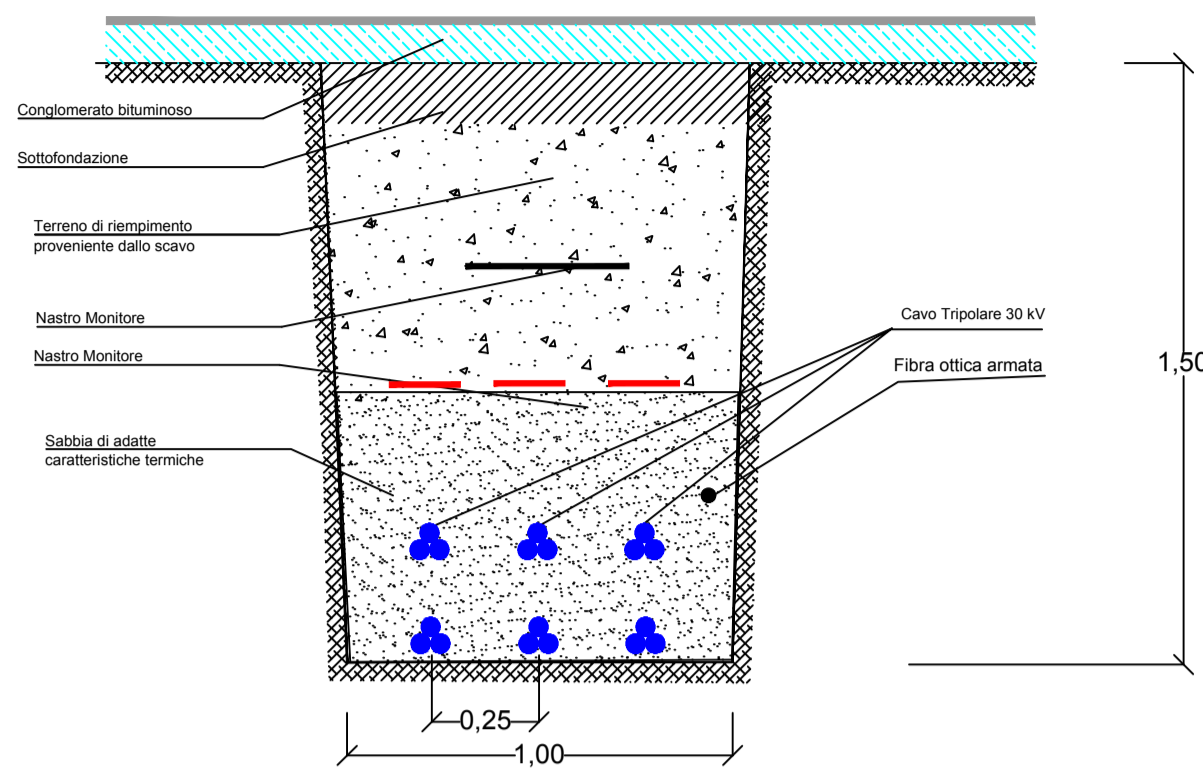 Conglomerato bituminoso
Sottofondazione
Terreno di riempimento
proveniente dallo scavo
Nastro Monitore
Nastro Monitore
Sabbia di adatte
caratteristiche termiche
Cavo Tripolare 30 kV
Fibra ottica armata
1,50
0,25
1,00